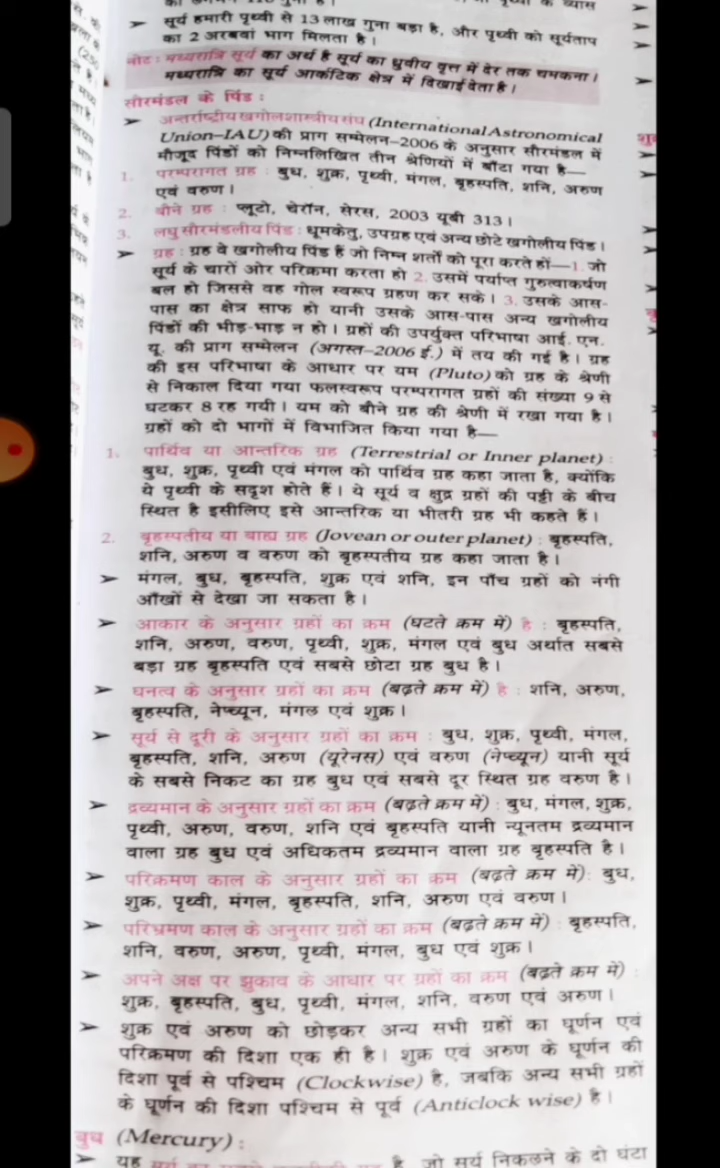 सूर्य हमारी पृथ्वी से 13 लाख गुना बड़ा है, और पृथ्वी को सूर्यताप
का 2 अरबवां भाग मिलता है।
नोट : मध्यरात्रि सूर्य का अर्थ है सूर्य का ध्रुवीय वृत्त में देर तक चमकना।
मध्यरात्रि का सूर्य आर्कटिक क्षेत्र में दिखाई देता है।
सौरमंडल के पिंड :
➤ अन्तर्राष्ट्रीय खगोलशास्त्रीय संघ (International Astronomical
Union–IAU) की प्राग सम्मेलन–2006 के अनुसार सौरमंडल में
मौजूद पिंडों को निम्नलिखित तीन श्रेणियों में बाँटा गया है—
1. परम्परागत ग्रह : बुध, शुक्र, पृथ्वी, मंगल, बृहस्पति, शनि, अरुण
एवं वरुण।
2. बौने ग्रह : प्लूटो, चेरॉन, सेरस, 2003 यूबी 313।
3. लघु सौरमंडलीय पिंड : धूमकेतु, उपग्रह एवं अन्य छोटे खगोलीय पिंड।
➤ ग्रह : ग्रह वे खगोलीय पिंड हैं जो निम्न शर्तों को पूरा करते हों—1. जो
सूर्य के चारों ओर परिक्रमा करता हो 2. उसमें पर्याप्त गुरुत्वाकर्षण
बल हो जिससे वह गोल स्वरूप ग्रहण कर सके। 3. उसके आस-
पास का क्षेत्र साफ हो यानी उसके आस-पास अन्य खगोलीय
पिंडों की भीड़-भाड़ न हो। ग्रहों की उपर्युक्त परिभाषा आई. एन.
यू. की प्राग सम्मेलन (अगस्त–2006 ई.) में तय की गई है। ग्रह
की इस परिभाषा के आधार पर यम (Pluto) को ग्रह के श्रेणी
से निकाल दिया गया फलस्वरूप परम्परागत ग्रहों की संख्या 9 से
घटकर 8 रह गयी। यम को बौने ग्रह की श्रेणी में रखा गया है।
ग्रहों को दो भागों में विभाजित किया गया है—
1. पार्थिव या आन्तरिक ग्रह (Terrestrial or Inner planet) :
बुध, शुक्र, पृथ्वी एवं मंगल को पार्थिव ग्रह कहा जाता है, क्योंकि
ये पृथ्वी के सदृश होते हैं। ये सूर्य व क्षुद्र ग्रहों की पट्टी के बीच
स्थित है इसीलिए इसे आन्तरिक या भीतरी ग्रह भी कहते हैं।
2. बृहस्पतीय या बाह्य ग्रह (Jovean or outer planet) : बृहस्पति,
शनि, अरुण व वरुण को बृहस्पतीय ग्रह कहा जाता है।
➤ मंगल, बुध, बृहस्पति, शुक्र एवं शनि, इन पाँच ग्रहों को नंगी
आँखों से देखा जा सकता है।
➤ आकार के अनुसार ग्रहों का क्रम (घटते क्रम में) है : बृहस्पति,
शनि, अरुण, वरुण, पृथ्वी, शुक्र, मंगल एवं बुध अर्थात सबसे
बड़ा ग्रह बृहस्पति एवं सबसे छोटा ग्रह बुध है।
➤ घनत्व के अनुसार ग्रहों का क्रम (बढ़ते क्रम में) है : शनि, अरुण,
बृहस्पति, नेप्च्यून, मंगल एवं शुक्र।
➤ सूर्य से दूरी के अनुसार ग्रहों का क्रम : बुध, शुक्र, पृथ्वी, मंगल,
बृहस्पति, शनि, अरुण (यूरेनस) एवं वरुण (नेप्च्यून) यानी सूर्य
के सबसे निकट का ग्रह बुध एवं सबसे दूर स्थित ग्रह वरुण है।
➤ द्रव्यमान के अनुसार ग्रहों का क्रम (बढ़ते क्रम में) : बुध, मंगल, शुक्र,
पृथ्वी, अरुण, वरुण, शनि एवं बृहस्पति यानी न्यूनतम द्रव्यमान
वाला ग्रह बुध एवं अधिकतम द्रव्यमान वाला ग्रह बृहस्पति है।
➤ परिक्रमण काल के अनुसार ग्रहों का क्रम (बढ़ते क्रम में): बुध,
शुक्र, पृथ्वी, मंगल, बृहस्पति, शनि, अरुण एवं वरुण।
➤ परिभ्रमण काल के अनुसार ग्रहों का क्रम (बढ़ते क्रम में) : बृहस्पति,
शनि, वरुण, अरुण, पृथ्वी, मंगल, बुध एवं शुक्र।
➤ अपने अक्ष पर झुकाव के आधार पर ग्रहों का क्रम (बढ़ते क्रम में) :
शुक्र, बृहस्पति, बुध, पृथ्वी, मंगल, शनि, वरुण एवं अरुण।
➤ शुक्र एवं अरुण को छोड़कर अन्य सभी ग्रहों का घूर्णन एवं
परिक्रमण की दिशा एक ही है। शुक्र एवं अरुण के घूर्णन की
दिशा पूर्व से पश्चिम (Clockwise) है, जबकि अन्य सभी ग्रहों
के घूर्णन की दिशा पश्चिम से पूर्व (Anticlock wise) है।
बुध (Mercury) :
➤ यह है, जो सूर्य निकलने के दो घंटा